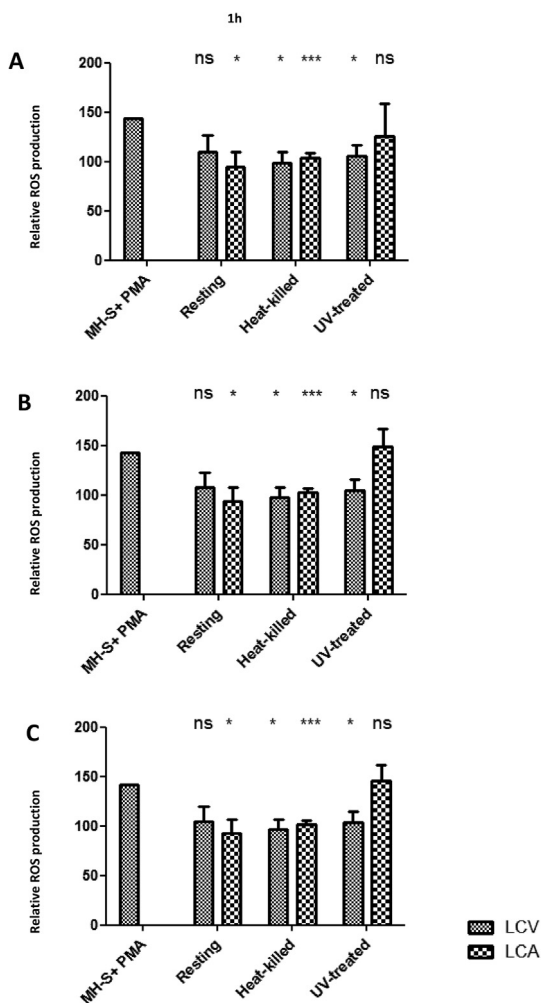 1h
A
ns * * *** * ns
Relative ROS production
200
150
100
50
0
MH-S+ PMA
Resting
Heat-killed
UV-treated
B
ns * * *** * ns
Relative ROS production
200
150
100
50
0
MH-S+ PMA
Resting
Heat-killed
UV-treated
C
ns * * *** * ns
Relative ROS production
200
150
100
50
0
MH-S+ PMA
Resting
Heat-killed
UV-treated
LCV
LCA